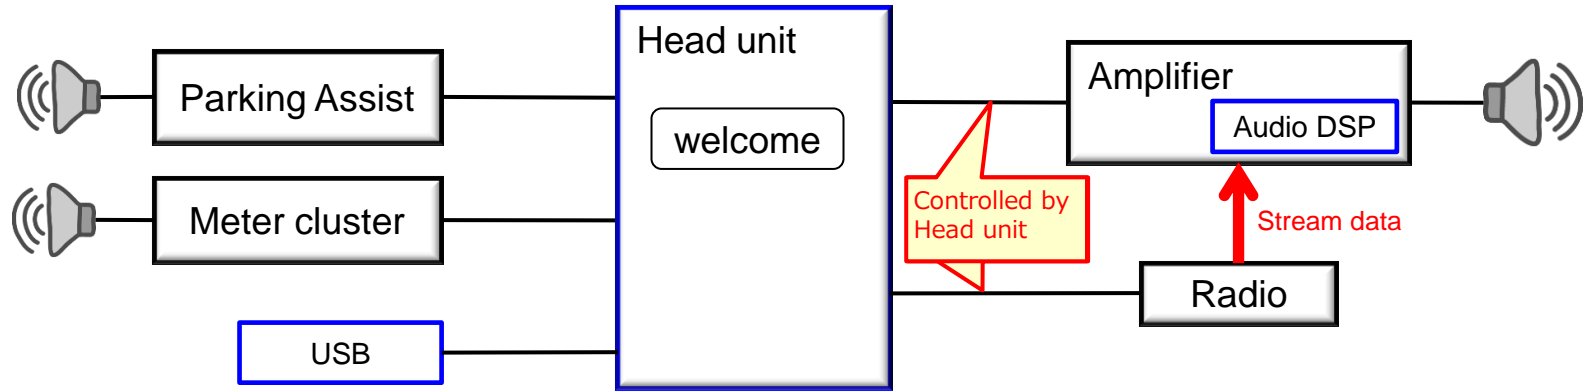 Head unit
Parking Assist
welcome
Amplifier
Audio DSP
Meter cluster
Controlled by
Head unit
Stream data
Radio
USB